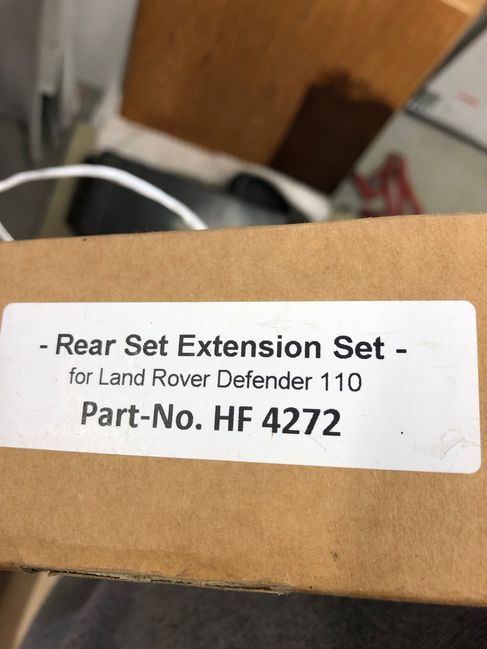 - Rear Set Extension Set -
for Land Rover Defender 110
Part-No. HF 4272